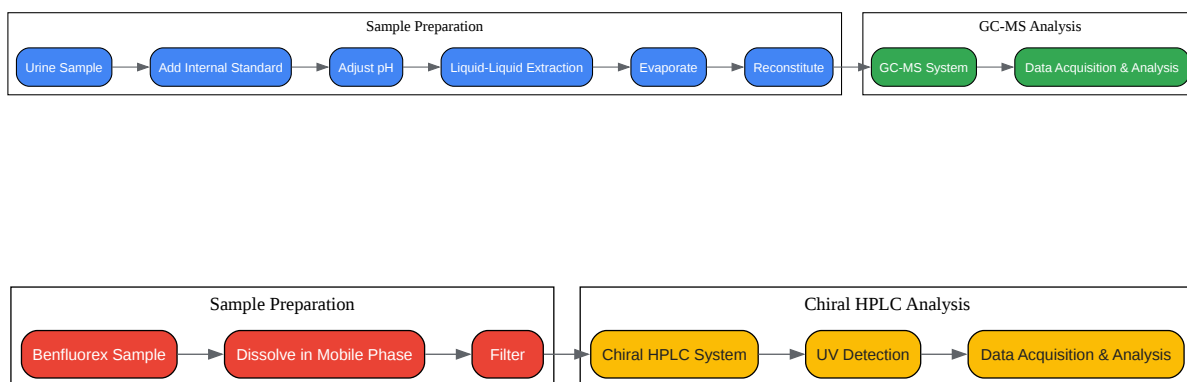 Sample Preparation
GC-MS Analysis
Urine Sample
Add Internal Standard
Adjust pH
Liquid-Liquid Extraction
Evaporate
Reconstitute
GC-MS System
Data Acquisition & Analysis
Sample Preparation
Chiral HPLC Analysis
Benfluorex Sample
Dissolve in Mobile Phase
Filter
Chiral HPLC System
UV Detection
Data Acquisition & Analysis